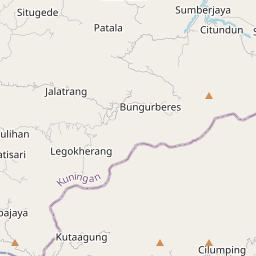 Sumberjaya
Situgede
Patala
Citundun
Jalatrang
Bungurberes
Legokherang
Kuningan
Kutaagung
Cilumping